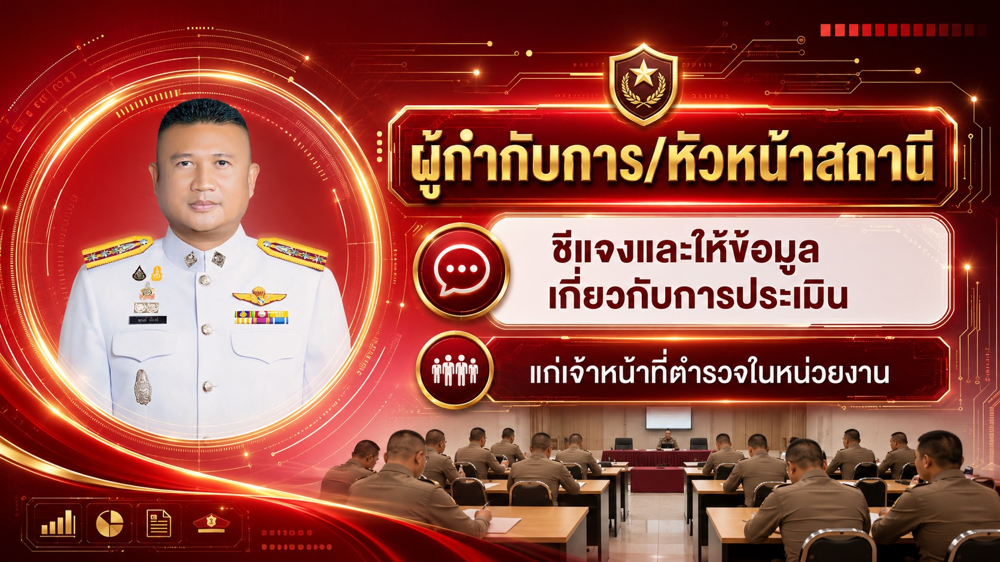 ผู้กำกับการ/หัวหน้าสถานี
ชี้แจงและให้ข้อมูล
เกี่ยวกับการประเมิน
แก่เจ้าหน้าที่ตำรวจในหน่วยงาน